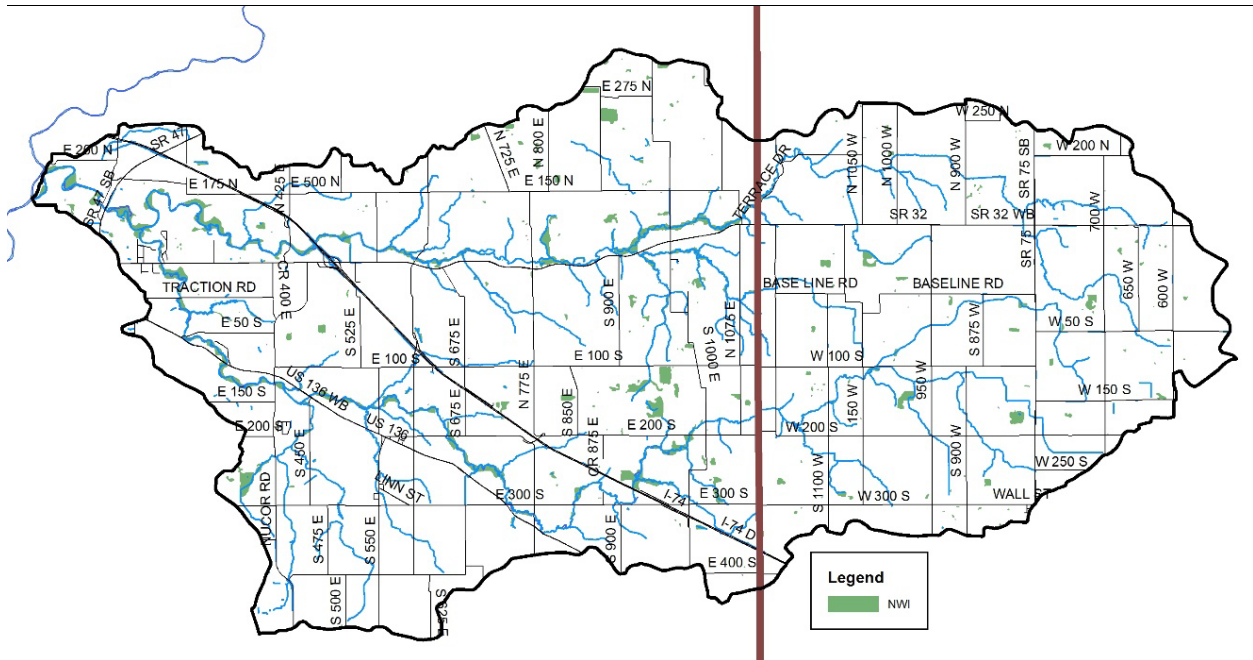 E 275 N
W 250 N
SR 47
E 200 N
N 725 E
N 800 E
TERRACE DR
N 1050 W
N 1000 W
N 900 W
SR 75 SB
W 200 N
SR 47 SB
E 175 N
N 425
E 500 N
E 150 N
SR 32
SR 32 WB
700 W
SR 75
TRACTION RD
CR 400 E
BASE LINE RD
BASELINE RD
650 W
600 W
E 50 S
S 525 E
S 900 E
N 1075 E
W 50 S
S 675 E
S 1000 E
S 875 W
E 100 S
E 100 S
W 100 S
E 150 S
US 136 WB
N 775 E
150 W
950 W
W 150 S
E 200 S
US 136
S 675 E
S 850 E
E 200 S
W 200 S
S 450 E
CR 875 E
S 900 W
W 250 S
NUCOR RD
LINN ST
E 300 S
I-74
E 300 S
S 1100 W
W 300 S
WALL ST
S 475 E
S 550 E
S 900 E
I-74 D
E 400 S
S 500 E
S 625 E
Legend
NWI